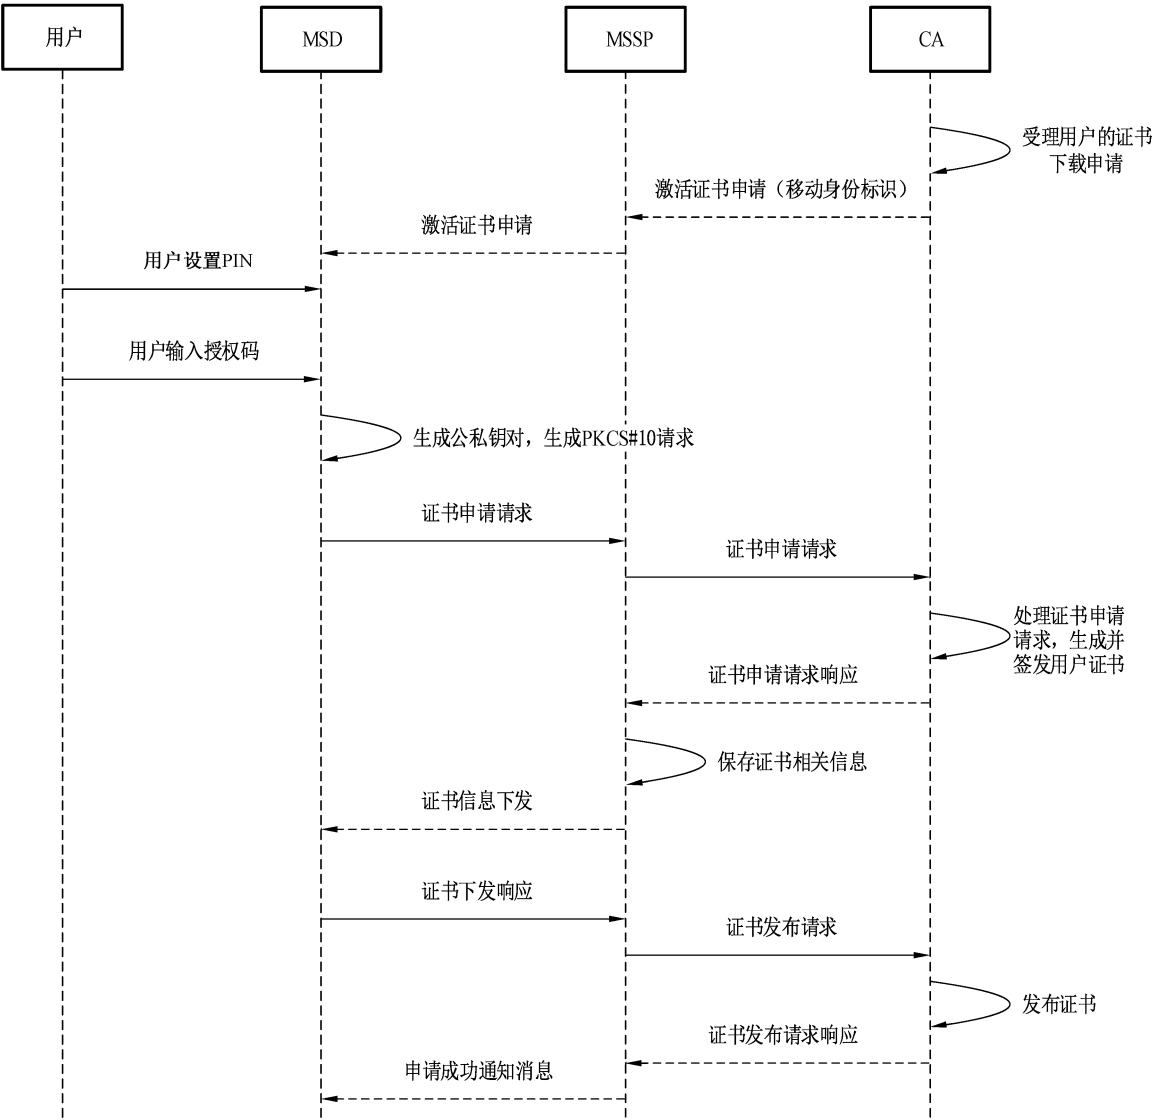 用户
MSD
MSSP
CA
受理用户的证书
下载申请
激活证书申请（移动身份标识）
激活证书申请
用户设置PIN
用户输入授权码
生成公私钥对，生成PKCS#10请求
证书申请请求
证书申请请求
处理证书申请
请求，生成并
签发用户证书
证书申请请求响应
保存证书相关信息
证书信息下发
证书下发响应
证书发布请求
发布证书
证书发布请求响应
申请成功通知消息